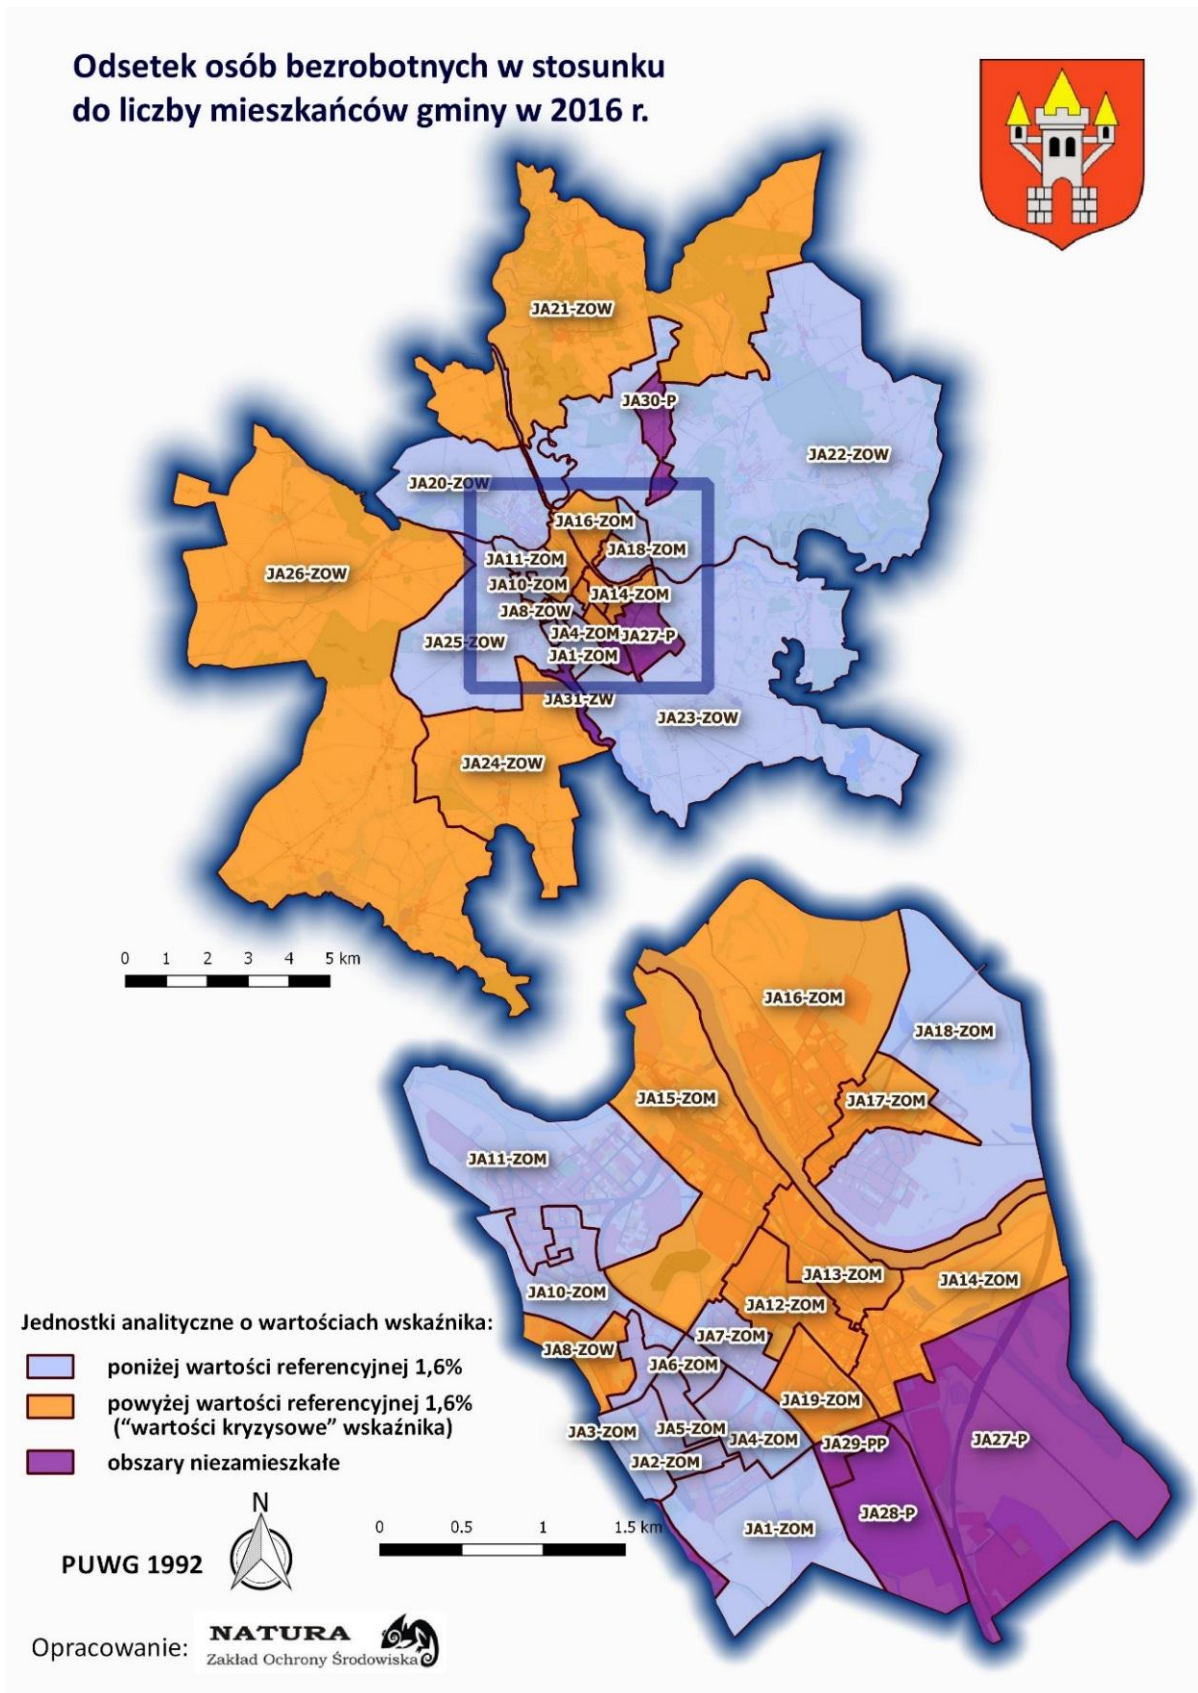 Odsetek osób bezrobotnych w stosunku
do liczby mieszkańców gminy w 2016 r.
JA21-ZOW
JA30-P
JA22-ZOW
JA20-ZOW
JA16-ZOM
JA18-ZOM
JA11-ZOM
JA26-ZOW
JA10-ZOM
JA14-ZOM
JA8-ZOW
JA4-ZOM
JA27-P
JA25-ZOW
JA1-ZOM
JA31-ZW
JA23-ZOW
JA24-ZOW
0 1 2 3 4 5 km
JA16-ZOM
JA18-ZOM
JA15-ZOM
JA17-ZOM
JA11-ZOM
JA13-ZOM
JA14-ZOM
JA10-ZOM
JA12-ZOM
JA7-ZOM
JA8-ZOW
JA6-ZOM
JA19-ZOM
JA3-ZOM
JA5-ZOM
JA4-ZOM
JA29-PP
JA27-P
JA2-ZOM
JA28-P
JA1-ZOM
Jednostki analityczne o wartościach wskaźnika:
poniżej wartości referencyjnej 1,6%
powyżej wartości referencyjnej 1,6%
("wartości kryzysowe" wskaźnika)
obszary niezamieszkałe
N
0 0.5 1 1.5 km
PUWG 1992
Opracowanie:
NATURA
Zakład Ochrony Środowiska